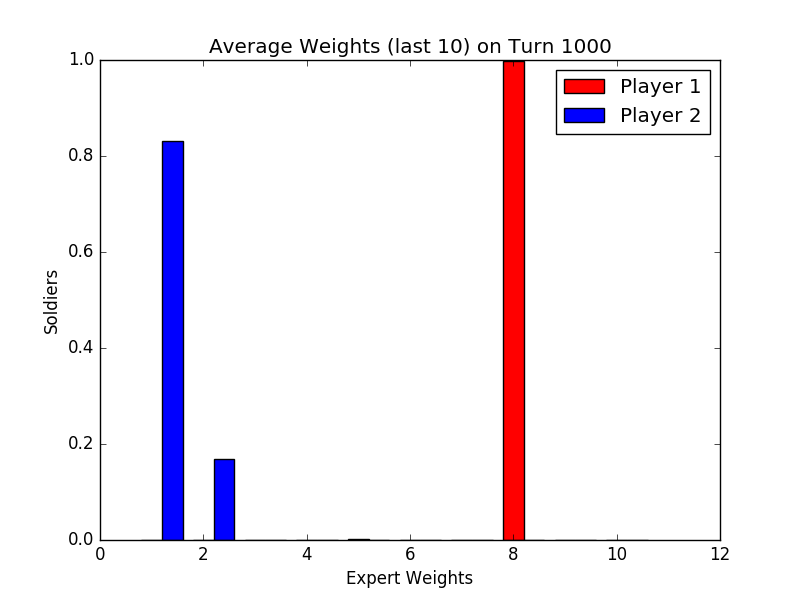 Average Weights (last 10) on Turn 1000
1.0
0.8
0.6
0.4
0.2
0.0
Soldiers
Player 1
Player 2
0 2 4 6 8 10 12
Expert Weights